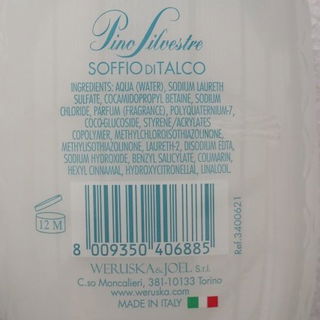 Pino Silvestre
SOFFIO DI TALCO
INGREDIENTS: AQUA (WATER), SODIUM LAURETH
SULFATE, COCAMIDOPROPYL BETAINE, SODIUM
CHLORIDE, PARFUM (FRAGRANCE), POLYQUATERNIUM-7,
COCO-GLUCOSIDE, STYRENE/ACRYLATES
COPOLYMER, METHYLCHLOROISOTHIAZOLINONE,
METHYLISOTHIAZOLINONE, LAURETH-2, DISODIUM EDTA,
SODIUM HYDROXIDE, BENZYL SALICYLATE, COUMARIN,
HEXYL CINNAMAL, HYDROXYCITRONELLAL, LINALOOL.
12 M
8 009350 406885
Ref.3400621
WERUSKA & JOEL S.r.l.
C.so Moncalieri, 381-10133 Torino
www.weruska.com
MADE IN ITALY